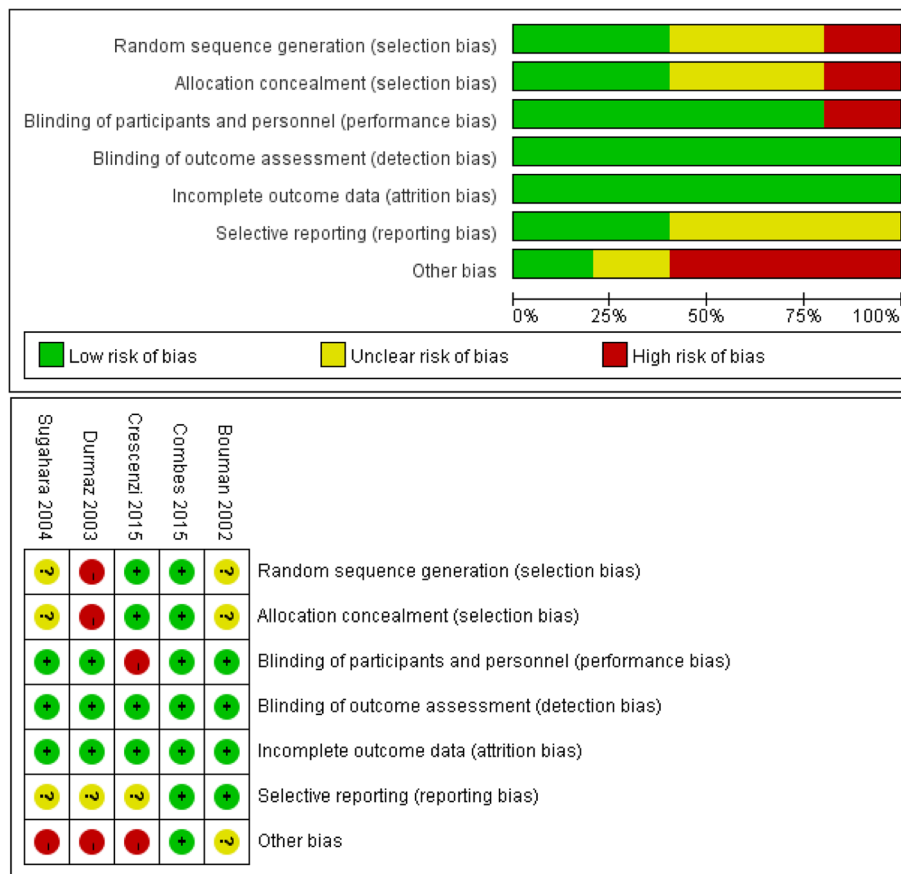 Random sequence generation (selection bias)
Allocation concealment (selection bias)
Blinding of participants and personnel (performance bias)
Blinding of outcome assessment (detection bias)
Incomplete outcome data (attrition bias)
Selective reporting (reporting bias)
Other bias
0% 25% 50% 75% 100%
Low risk of bias Unclear risk of bias High risk of bias
Sugahara 2004
Durmaz 2003
Crescenzi 2015
Combes 2015
Bouman 2002
? - + + ? Random sequence generation (selection bias)
? - + + ? Allocation concealment (selection bias)
+ + - + + Blinding of participants and personnel (performance bias)
+ + + + + Blinding of outcome assessment (detection bias)
+ + + + + Incomplete outcome data (attrition bias)
? ? ? + + Selective reporting (reporting bias)
- - - + ? Other bias